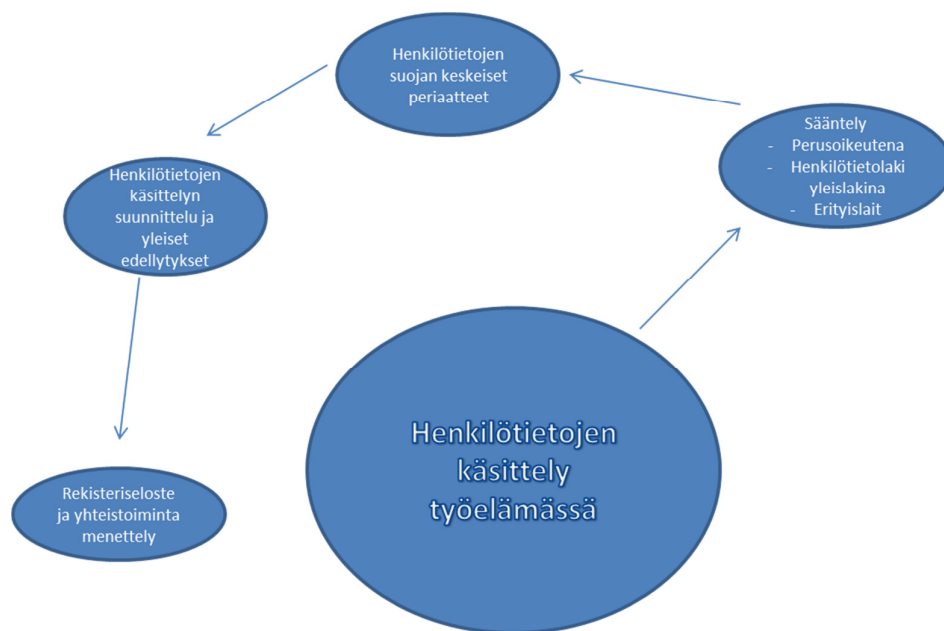 Henkilötietojen
suojan keskeiset
periaatteet
Sääntely
- Perusoikeutena
- Henkilötietolaki
yleislakina
- Erityislait
Henkilötietojen
käsittelyn
suunnittelu ja
yleiset
edellytykset
Henkilötietojen
käsittely
työelämässä
Rekisteriseloste
ja yhteistoiminta
menettely